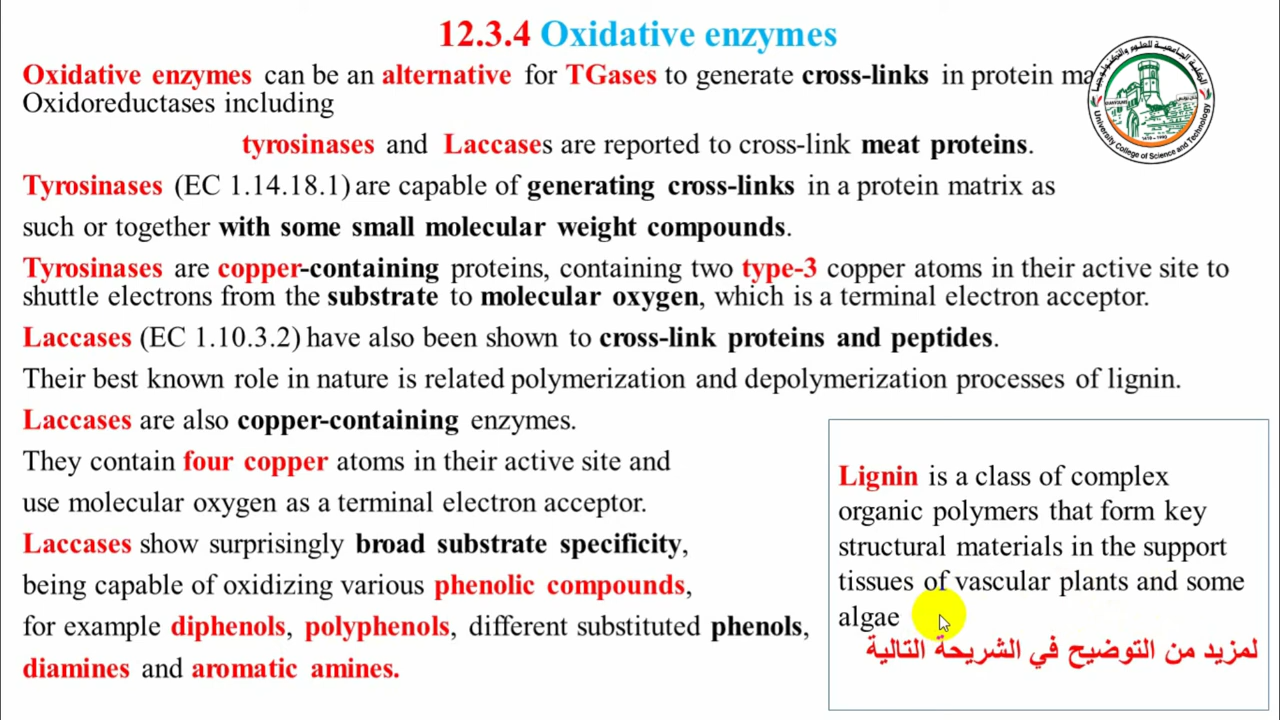 12.3.4 Oxidative enzymes
Oxidative enzymes can be an alternative for TGases to generate cross-links in protein ma
Oxidoreductases including
tyrosinases and Laccases are reported to cross-link meat proteins.
Tyrosinases (EC 1.14.18.1) are capable of generating cross-links in a protein matrix as
such or together with some small molecular weight compounds.
Tyrosinases are copper-containing proteins, containing two type-3 copper atoms in their active site to
shuttle electrons from the substrate to molecular oxygen, which is a terminal electron acceptor.
Laccases (EC 1.10.3.2) have also been shown to cross-link proteins and peptides.
Their best known role in nature is related polymerization and depolymerization processes of lignin.
Laccases are also copper-containing enzymes.
They contain four copper atoms in their active site and
use molecular oxygen as a terminal electron acceptor.
Laccases show surprisingly broad substrate specificity,
being capable of oxidizing various phenolic compounds,
for example diphenols, polyphenols, different substituted phenols,
diamines and aromatic amines.
Lignin is a class of complex
organic polymers that form key
structural materials in the support
tissues of vascular plants and some
algae
لمزيد من التوضيح في الشريحة التالية
الكلية الجامعية للعلوم والتكنولوجيا
University College of Science and Technology